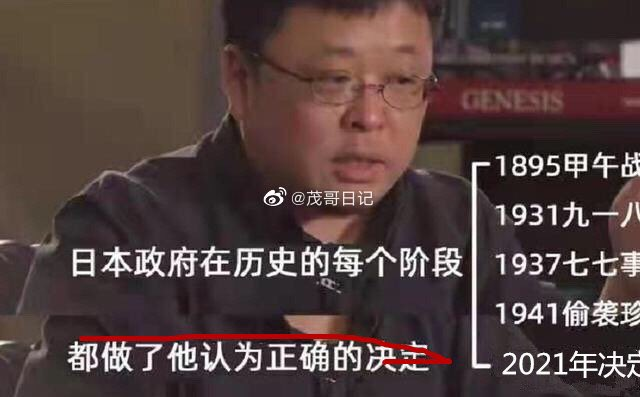 GENESIS
1895甲午战
@茂哥日记
1931九一八
日本政府在历史的每个阶段
1937七七事
1941偷袭珍
都做了他认为正确的决定
2021年决定